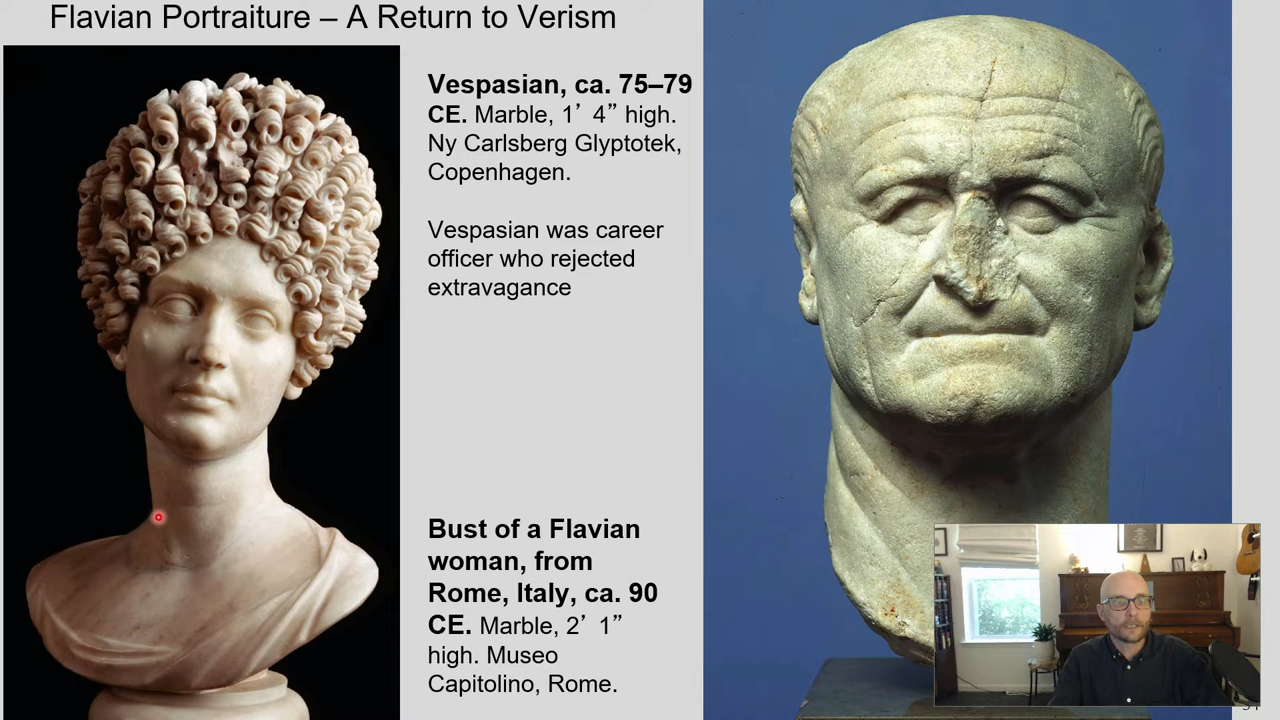 Flavian Portraiture – A Return to Verism
Vespasian, ca. 75–79
CE. Marble, 1’ 4” high.
Ny Carlsberg Glyptotek,
Copenhagen.
Vespasian was career
officer who rejected
extravagance
Bust of a Flavian
woman, from
Rome, Italy, ca. 90
CE. Marble, 2’ 1”
high. Museo
Capitolino, Rome.